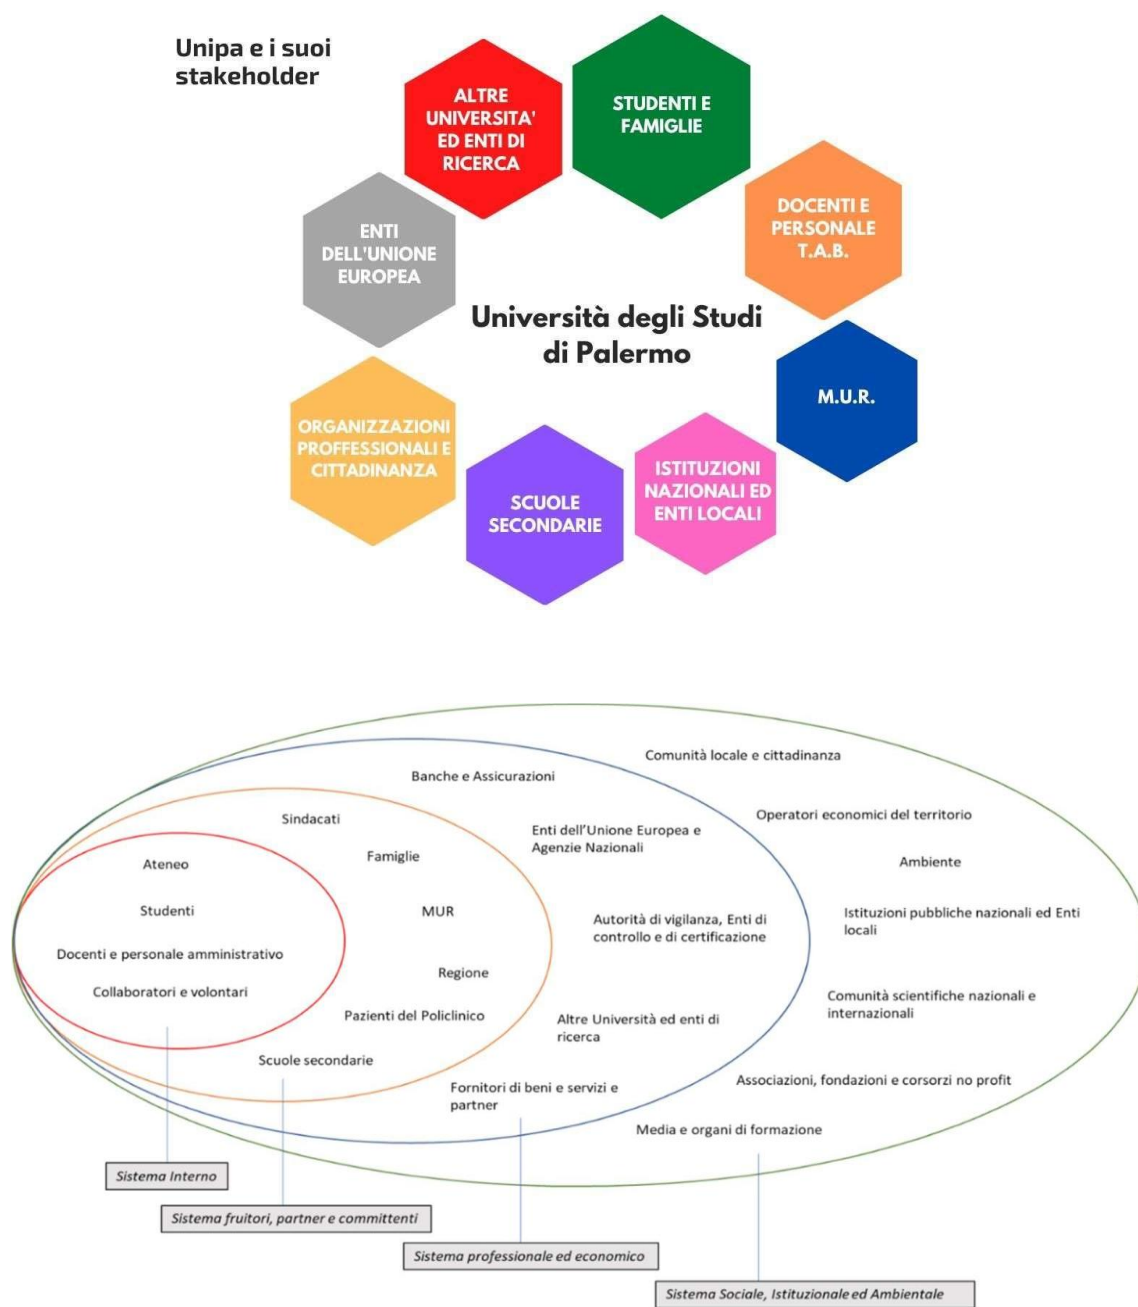 Unipa e i suoi
stakeholder
ALTRE
UNIVERSITA'
ED ENTI DI
RICERCA
STUDENTI E
FAMIGLIE
DOCENTI E
PERSONALE
T.A.B.
ENTI
DELL'UNIONE
EUROPEA
Università degli Studi
di Palermo
M.U.R.
ORGANIZZAZIONI
PROFFESSIONALI E
CITTADINANZA
SCUOLE
SECONDARIE
ISTITUZIONI
NAZIONALI ED
ENTI LOCALI
Comunità locale e cittadinanza
Banche e Assicurazioni
Operatori economici del territorio
Sindacati
Enti dell'Unione Europea e
Agenzie Nazionali
Famiglie
Ateneo
Ambiente
Studenti
MUR
Autorità di vigilanza, Enti di
controllo e di certificazione
Istituzioni pubbliche nazionali ed Enti
locali
Docenti e personale amministrativo
Regione
Collaboratori e volontari
Comunità scientifiche nazionali e
internazionali
Pazienti del Policlinico
Altre Università ed enti di
ricerca
Scuole secondarie
Associazioni, fondazioni e corsorzi no profit
Fornitori di beni e servizi e
partner
Media e organi di formazione
Sistema Interno
Sistema fruitori, partner e committenti
Sistema professionale ed economico
Sistema Sociale, Istituzionale ed Ambientale